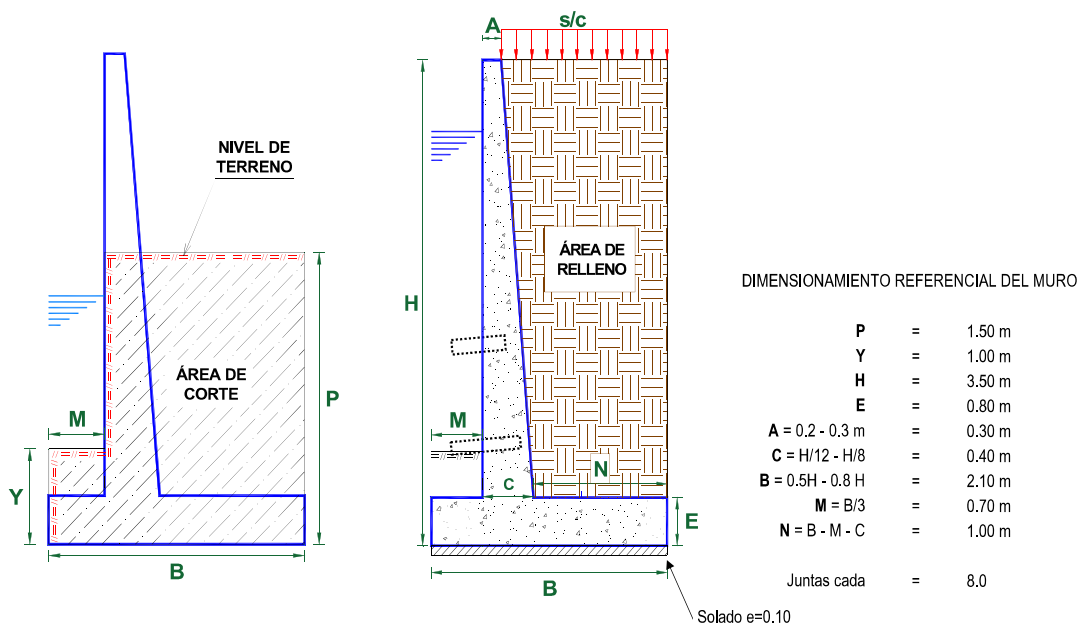 NIVEL DE
TERRENO
ÁREA DE
CORTE
M
Y
P
B
A
s/c
H
ÁREA DE
RELLENO
M
C
N
E
B
Solado e=0.10
DIMENSIONAMIENTO REFERENCIAL DEL MURO
P = 1.50 m
Y = 1.00 m
H = 3.50 m
E = 0.80 m
A = 0.2 - 0.3 m = 0.30 m
C = H/12 - H/8 = 0.40 m
B = 0.5H - 0.8 H = 2.10 m
M = B/3 = 0.70 m
N = B - M - C = 1.00 m
Juntas cada = 8.0